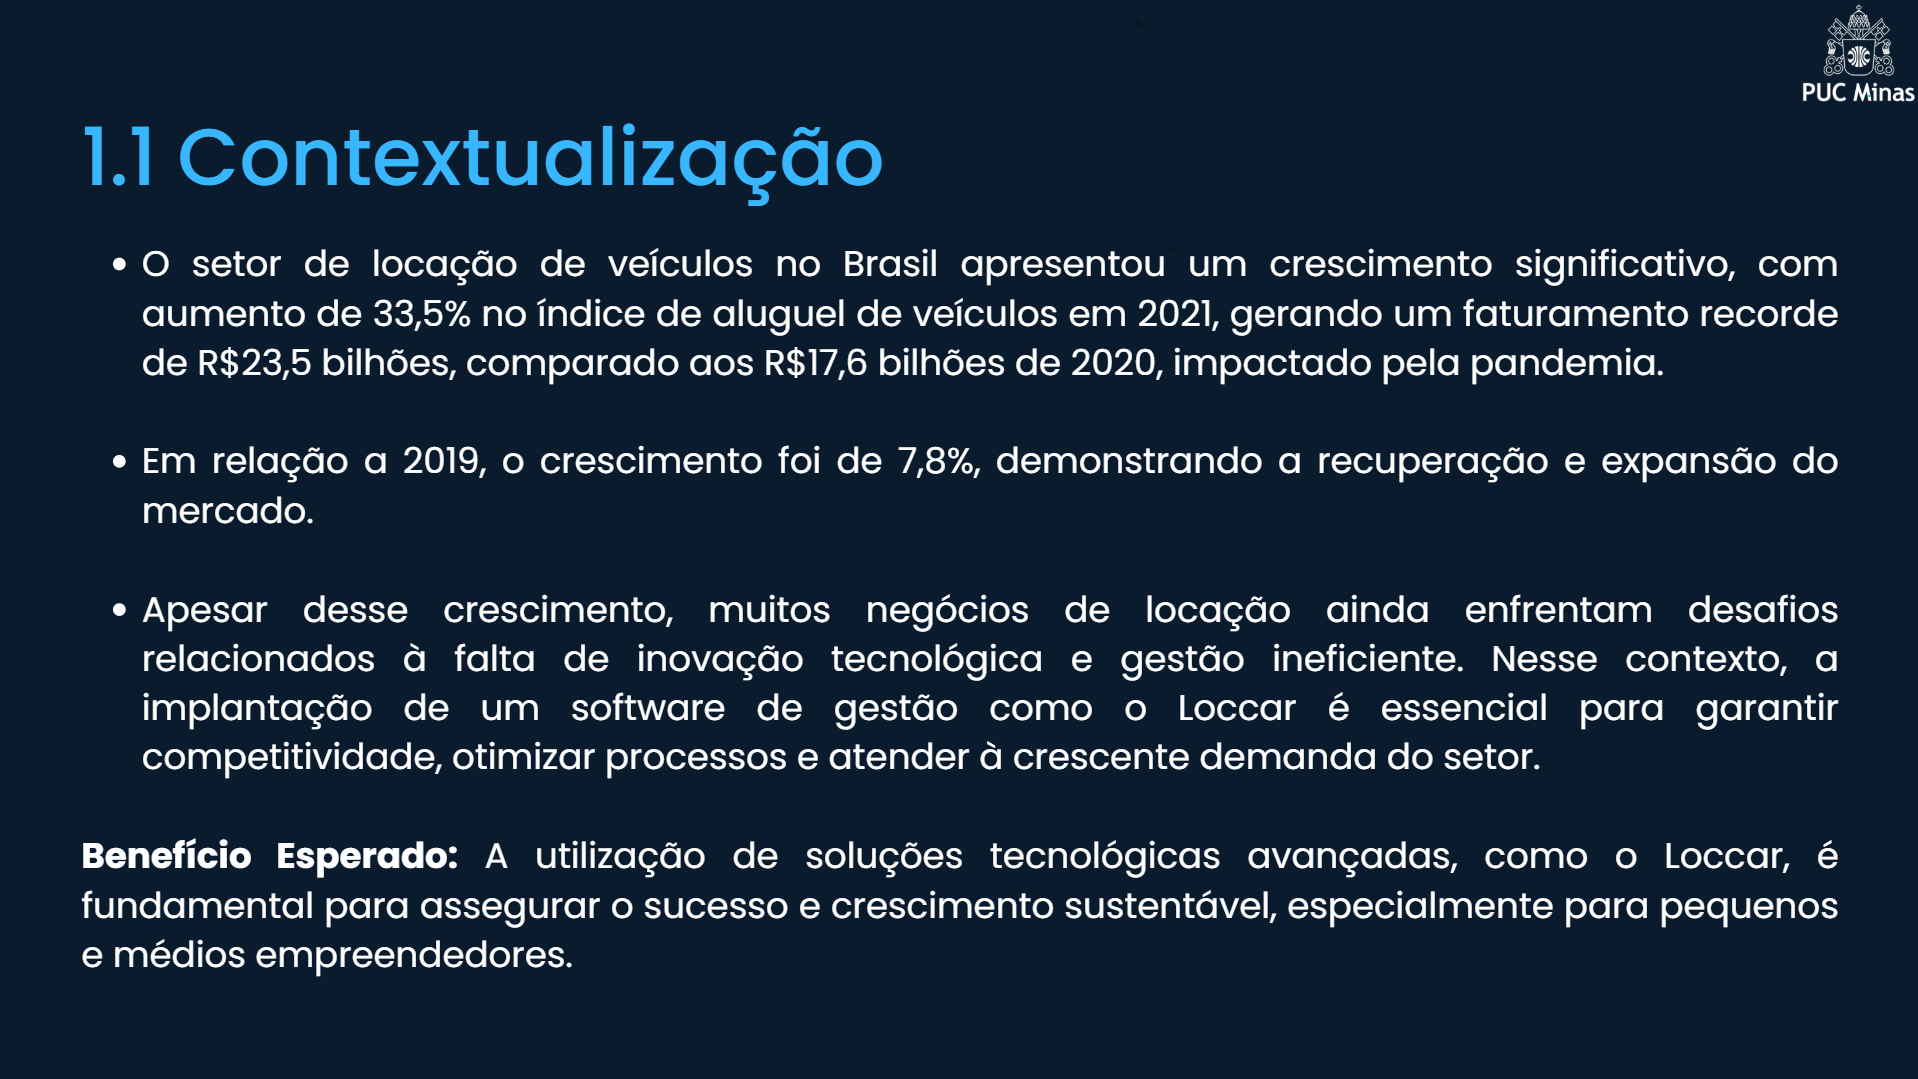 PUC Minas
1.1 Contextualização
• O setor de locação de veículos no Brasil apresentou um crescimento significativo, com
aumento de 33,5% no índice de aluguel de veículos em 2021, gerando um faturamento recorde
de R$23,5 bilhões, comparado aos R$17,6 bilhões de 2020, impactado pela pandemia.
• Em relação a 2019, o crescimento foi de 7,8%, demonstrando a recuperação e expansão do
mercado.
• Apesar desse crescimento, muitos negócios de locação ainda enfrentam desafios
relacionados à falta de inovação tecnológica e gestão ineficiente. Nesse contexto, a
implantação de um software de gestão como o Loccar é essencial para garantir
competitividade, otimizar processos e atender à crescente demanda do setor.
Benefício Esperado: A utilização de soluções tecnológicas avançadas, como o Loccar, é
fundamental para assegurar o sucesso e crescimento sustentável, especialmente para pequenos
e médios empreendedores.